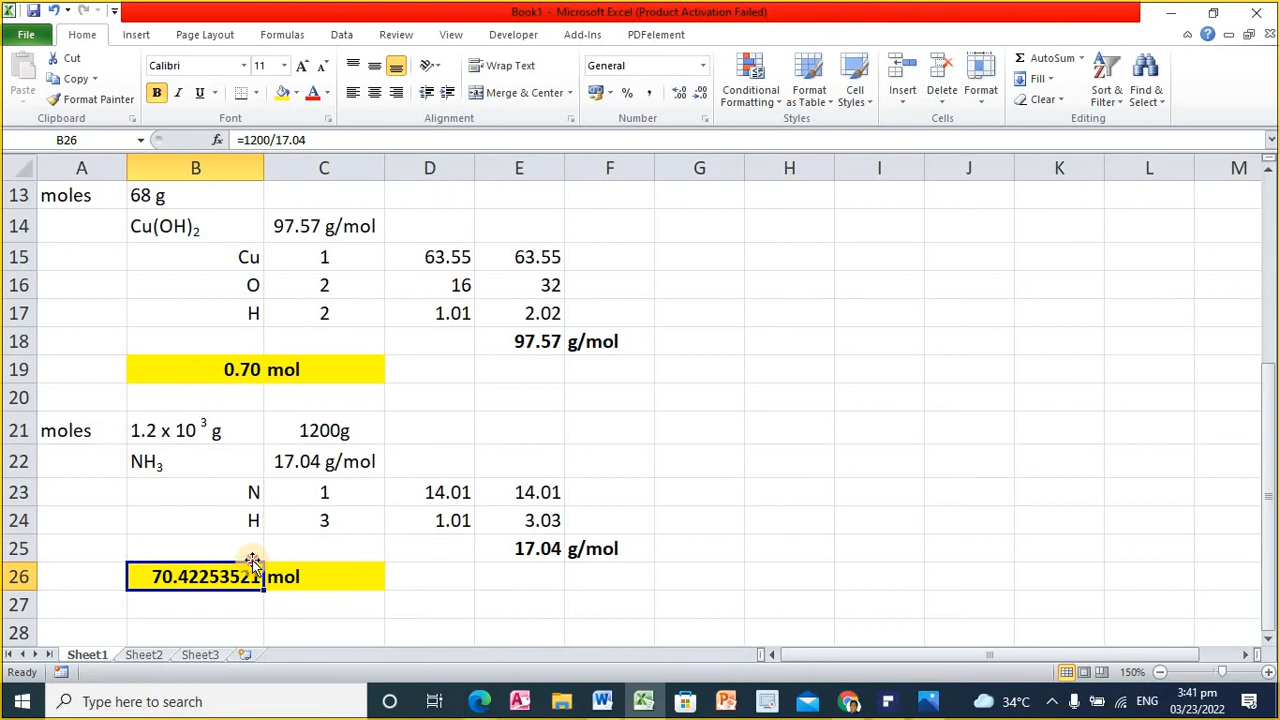 Book1 - Microsoft Excel (Product Activation Failed)
File Home Insert Page Layout Formulas Data Review View Developer Add-Ins PDFelement
Paste
Cut
Copy
Format Painter
Clipboard
Calibri 11
B I U A
Font
Wrap Text
Merge & Center
Alignment
General
% ,
Number
Conditional Formatting
Format as Table
Cell Styles
Styles
Insert Delete Format
Cells
Σ AutoSum
Fill
Clear
Sort & Filter
Find & Select
Editing
B26 fx =1200/17.04
A B C D E F G H I J K L M
13 moles 68 g
14 Cu(OH)₂ 97.57 g/mol
15 Cu 1 63.55 63.55
16 O 2 16 32
17 H 2 1.01 2.02
18 97.57 g/mol
19 0.70 mol
20
21 moles 1.2 x 10 ³ g 1200g
22 NH₃ 17.04 g/mol
23 N 1 14.01 14.01
24 H 3 1.01 3.03
25 17.04 g/mol
26 70.42253521 mol
27
28
Sheet1 Sheet2 Sheet3
Ready 150%
Type here to search
34°C
ENG
3:41 pm
03/23/2022